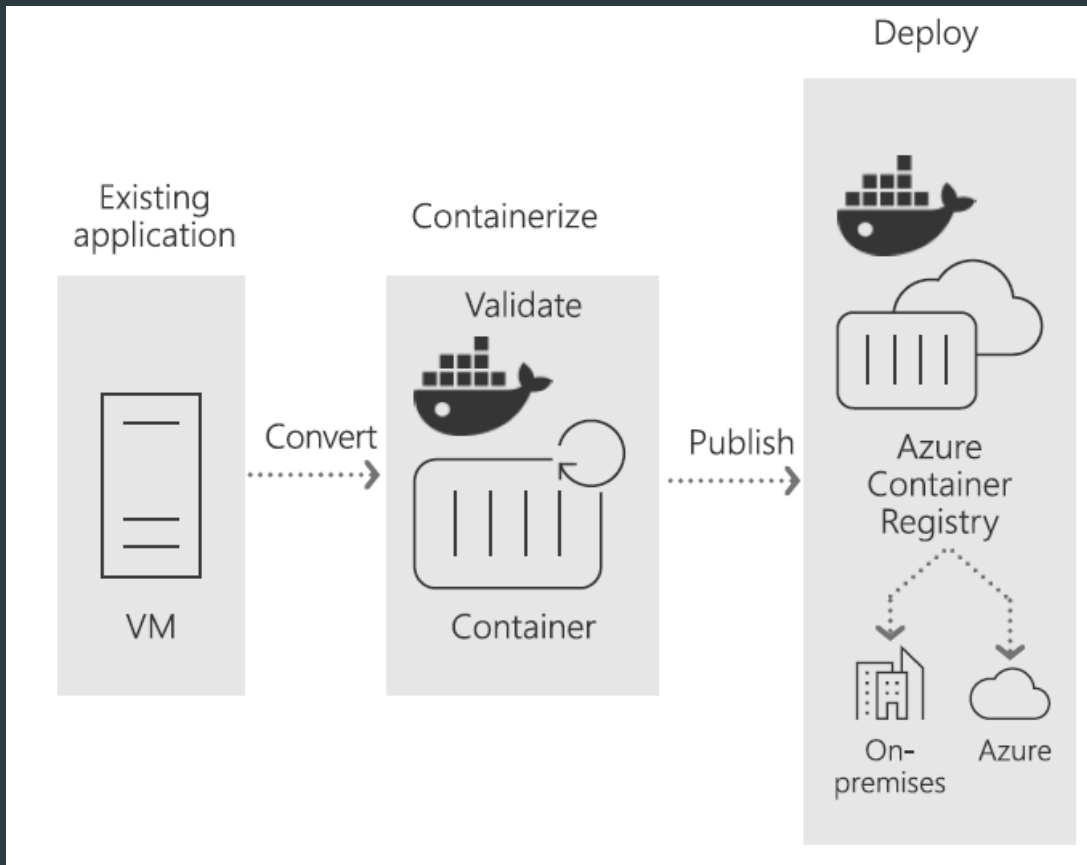 Existing
application
VM
Convert
Containerize
Validate
Container
Publish
Deploy
Azure
Container
Registry
On-
premises
Azure